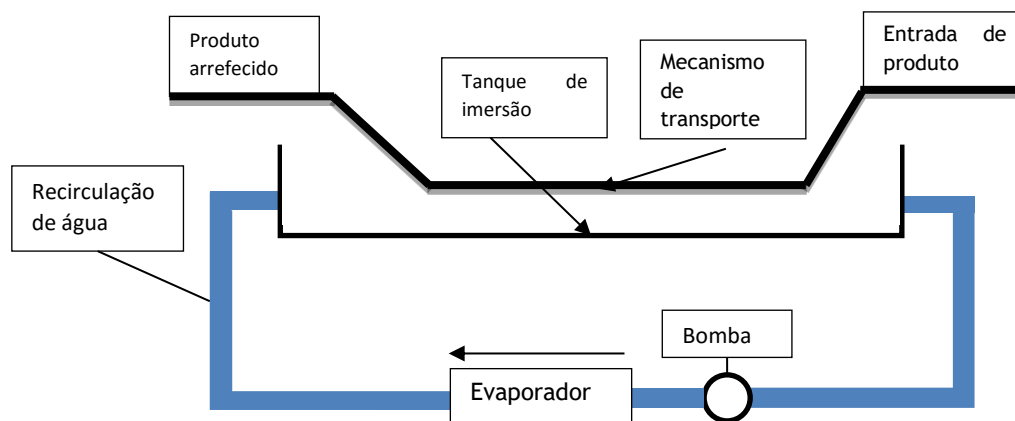 Produto
arrefecido
Tanque de
imersão
Mecanismo
de
transporte
Entrada de
produto
Recirculação
de água
Bomba
Evaporador